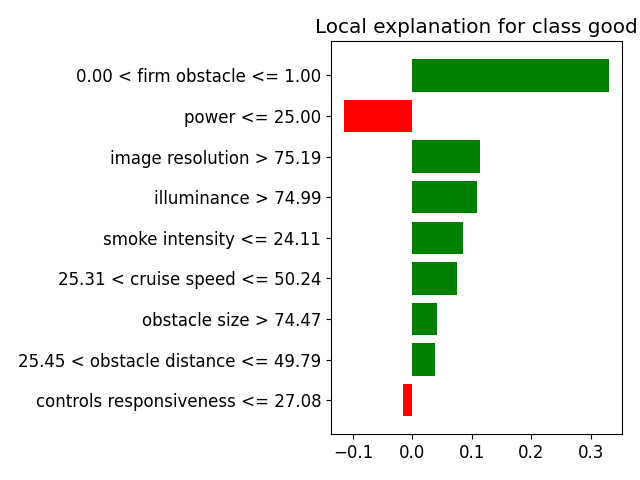 Local explanation for class good
0.00 < firm obstacle <= 1.00
power <= 25.00
image resolution > 75.19
illuminance > 74.99
smoke intensity <= 24.11
25.31 < cruise speed <= 50.24
obstacle size > 74.47
25.45 < obstacle distance <= 49.79
controls responsiveness <= 27.08
−0.1 0.0 0.1 0.2 0.3